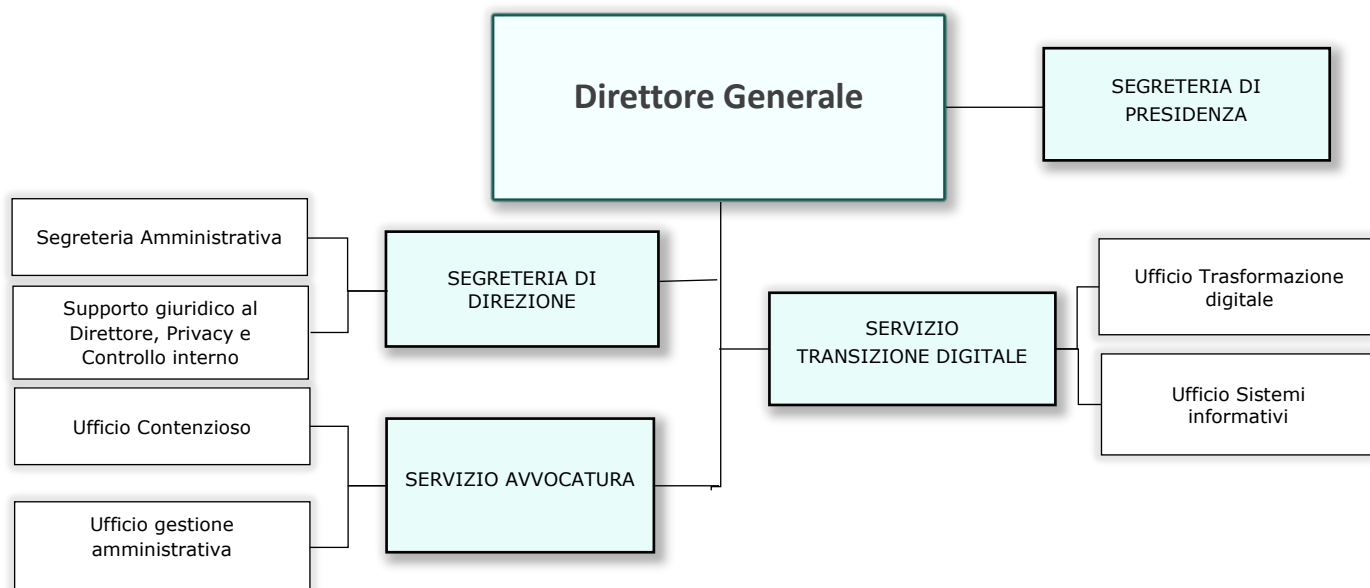 Direttore Generale
SEGRETERIA DI
PRESIDENZA
Segreteria Amministrativa
Supporto giuridico al
Direttore, Privacy e
Controllo interno
SEGRETERIA DI
DIREZIONE
SERVIZIO
TRANSIZIONE DIGITALE
Ufficio Trasformazione
digitale
Ufficio Sistemi
informativi
Ufficio Contenzioso
SERVIZIO AVVOCATURA
Ufficio gestione
amministrativa